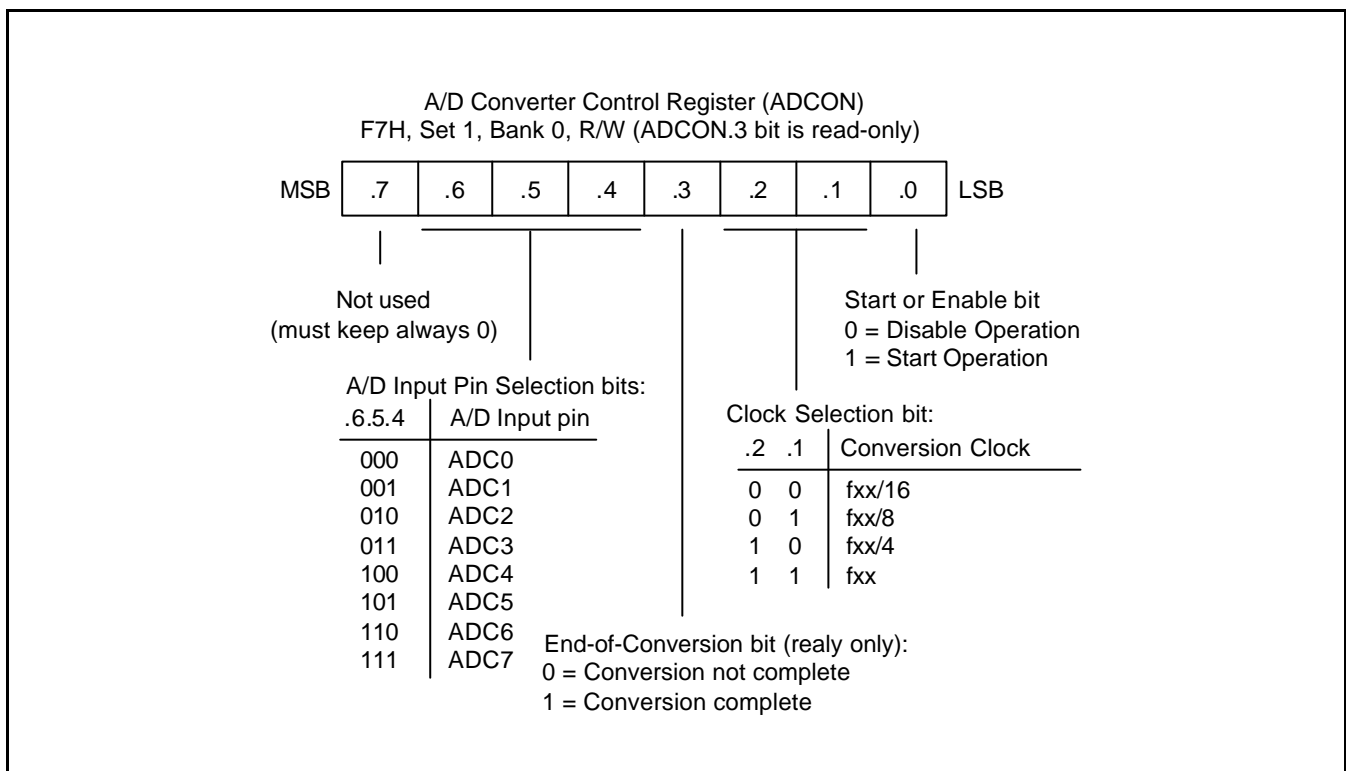 A/D Converter Control Register (ADCON)
F7H, Set 1, Bank 0, R/W (ADCON.3 bit is read-only)
MSB .7 .6 .5 .4 .3 .2 .1 .0 LSB
Not used
(must keep always 0)
Start or Enable bit
0 = Disable Operation
1 = Start Operation
A/D Input Pin Selection bits:
.6.5.4 A/D Input pin
000 ADC0
001 ADC1
010 ADC2
011 ADC3
100 ADC4
101 ADC5
110 ADC6
111 ADC7
Clock Selection bit:
.2 .1 Conversion Clock
0 0 fxx/16
0 1 fxx/8
1 0 fxx/4
1 1 fxx
End-of-Conversion bit (realy only):
0 = Conversion not complete
1 = Conversion complete